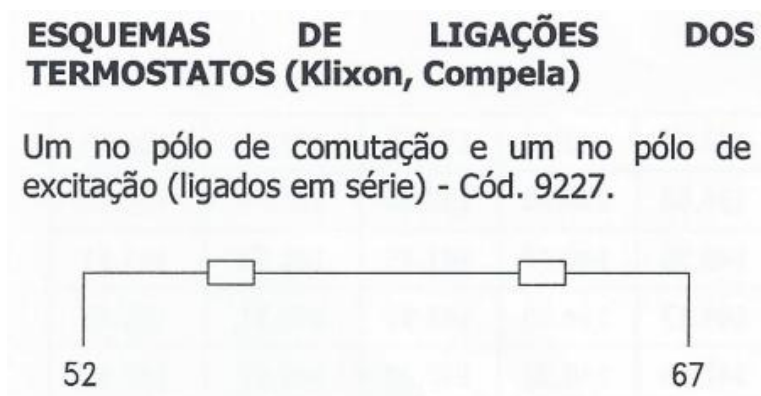 ESQUEMAS DE LIGAÇÕES DOS
TERMOSTATOS (Klixon, Compela)
Um no pólo de comutação e um no pólo de
excitação (ligados em série) - Cód. 9227.
52 67